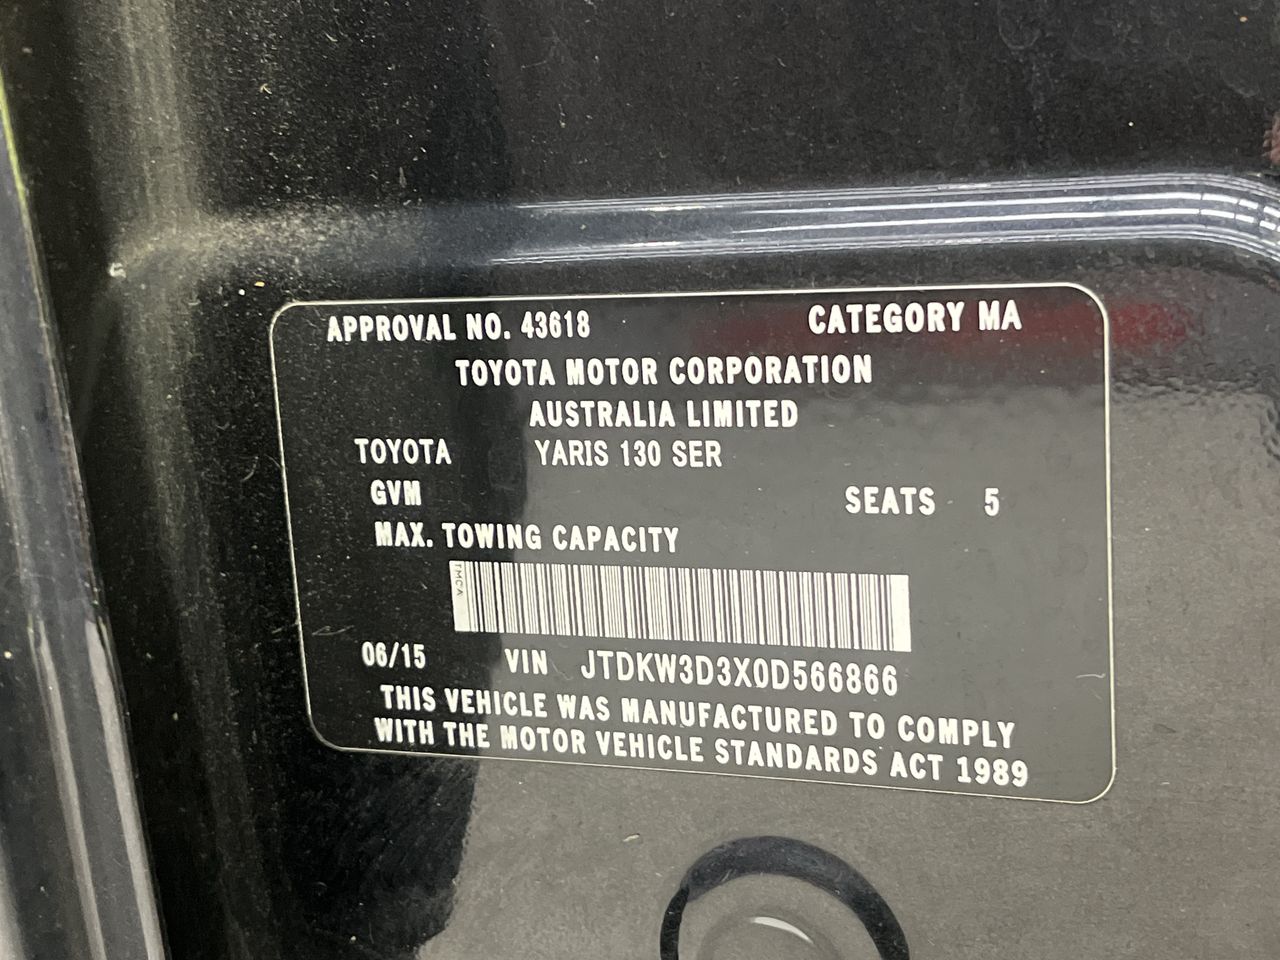 APPROVAL NO. 43618 CATEGORY MA
TOYOTA MOTOR CORPORATION
AUSTRALIA LIMITED
TOYOTA YARIS 130 SER
GVM SEATS 5
MAX. TOWING CAPACITY
TMCA
06/15 VIN JTDKW3D3X0D566866
THIS VEHICLE WAS MANUFACTURED TO COMPLY
WITH THE MOTOR VEHICLE STANDARDS ACT 1989